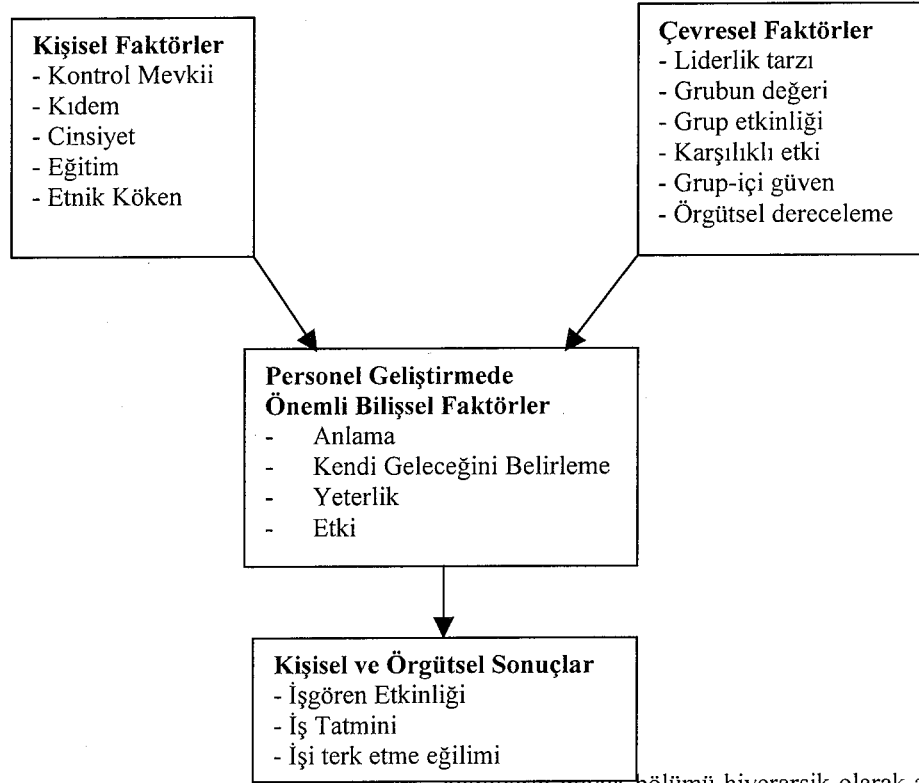 Kişisel Faktörler
- Kontrol Mevkii
- Kıdem
- Cinsiyet
- Eğitim
- Etnik Köken
Çevresel Faktörler
- Liderlik tarzı
- Grubun değeri
- Grup etkinliği
- Karşılıklı etki
- Grup-içi güven
- Örgütsel dereceleme
Personel Geliştirmede
Önemli Bilişsel Faktörler
- Anlama
- Kendi Geleceğini Belirleme
- Yeterlik
- Etki
Kişisel ve Örgütsel Sonuçlar
- İşgören Etkinliği
- İş Tatmini
- İşi terk etme eğilimi
bölümü hiyerarşik olarak